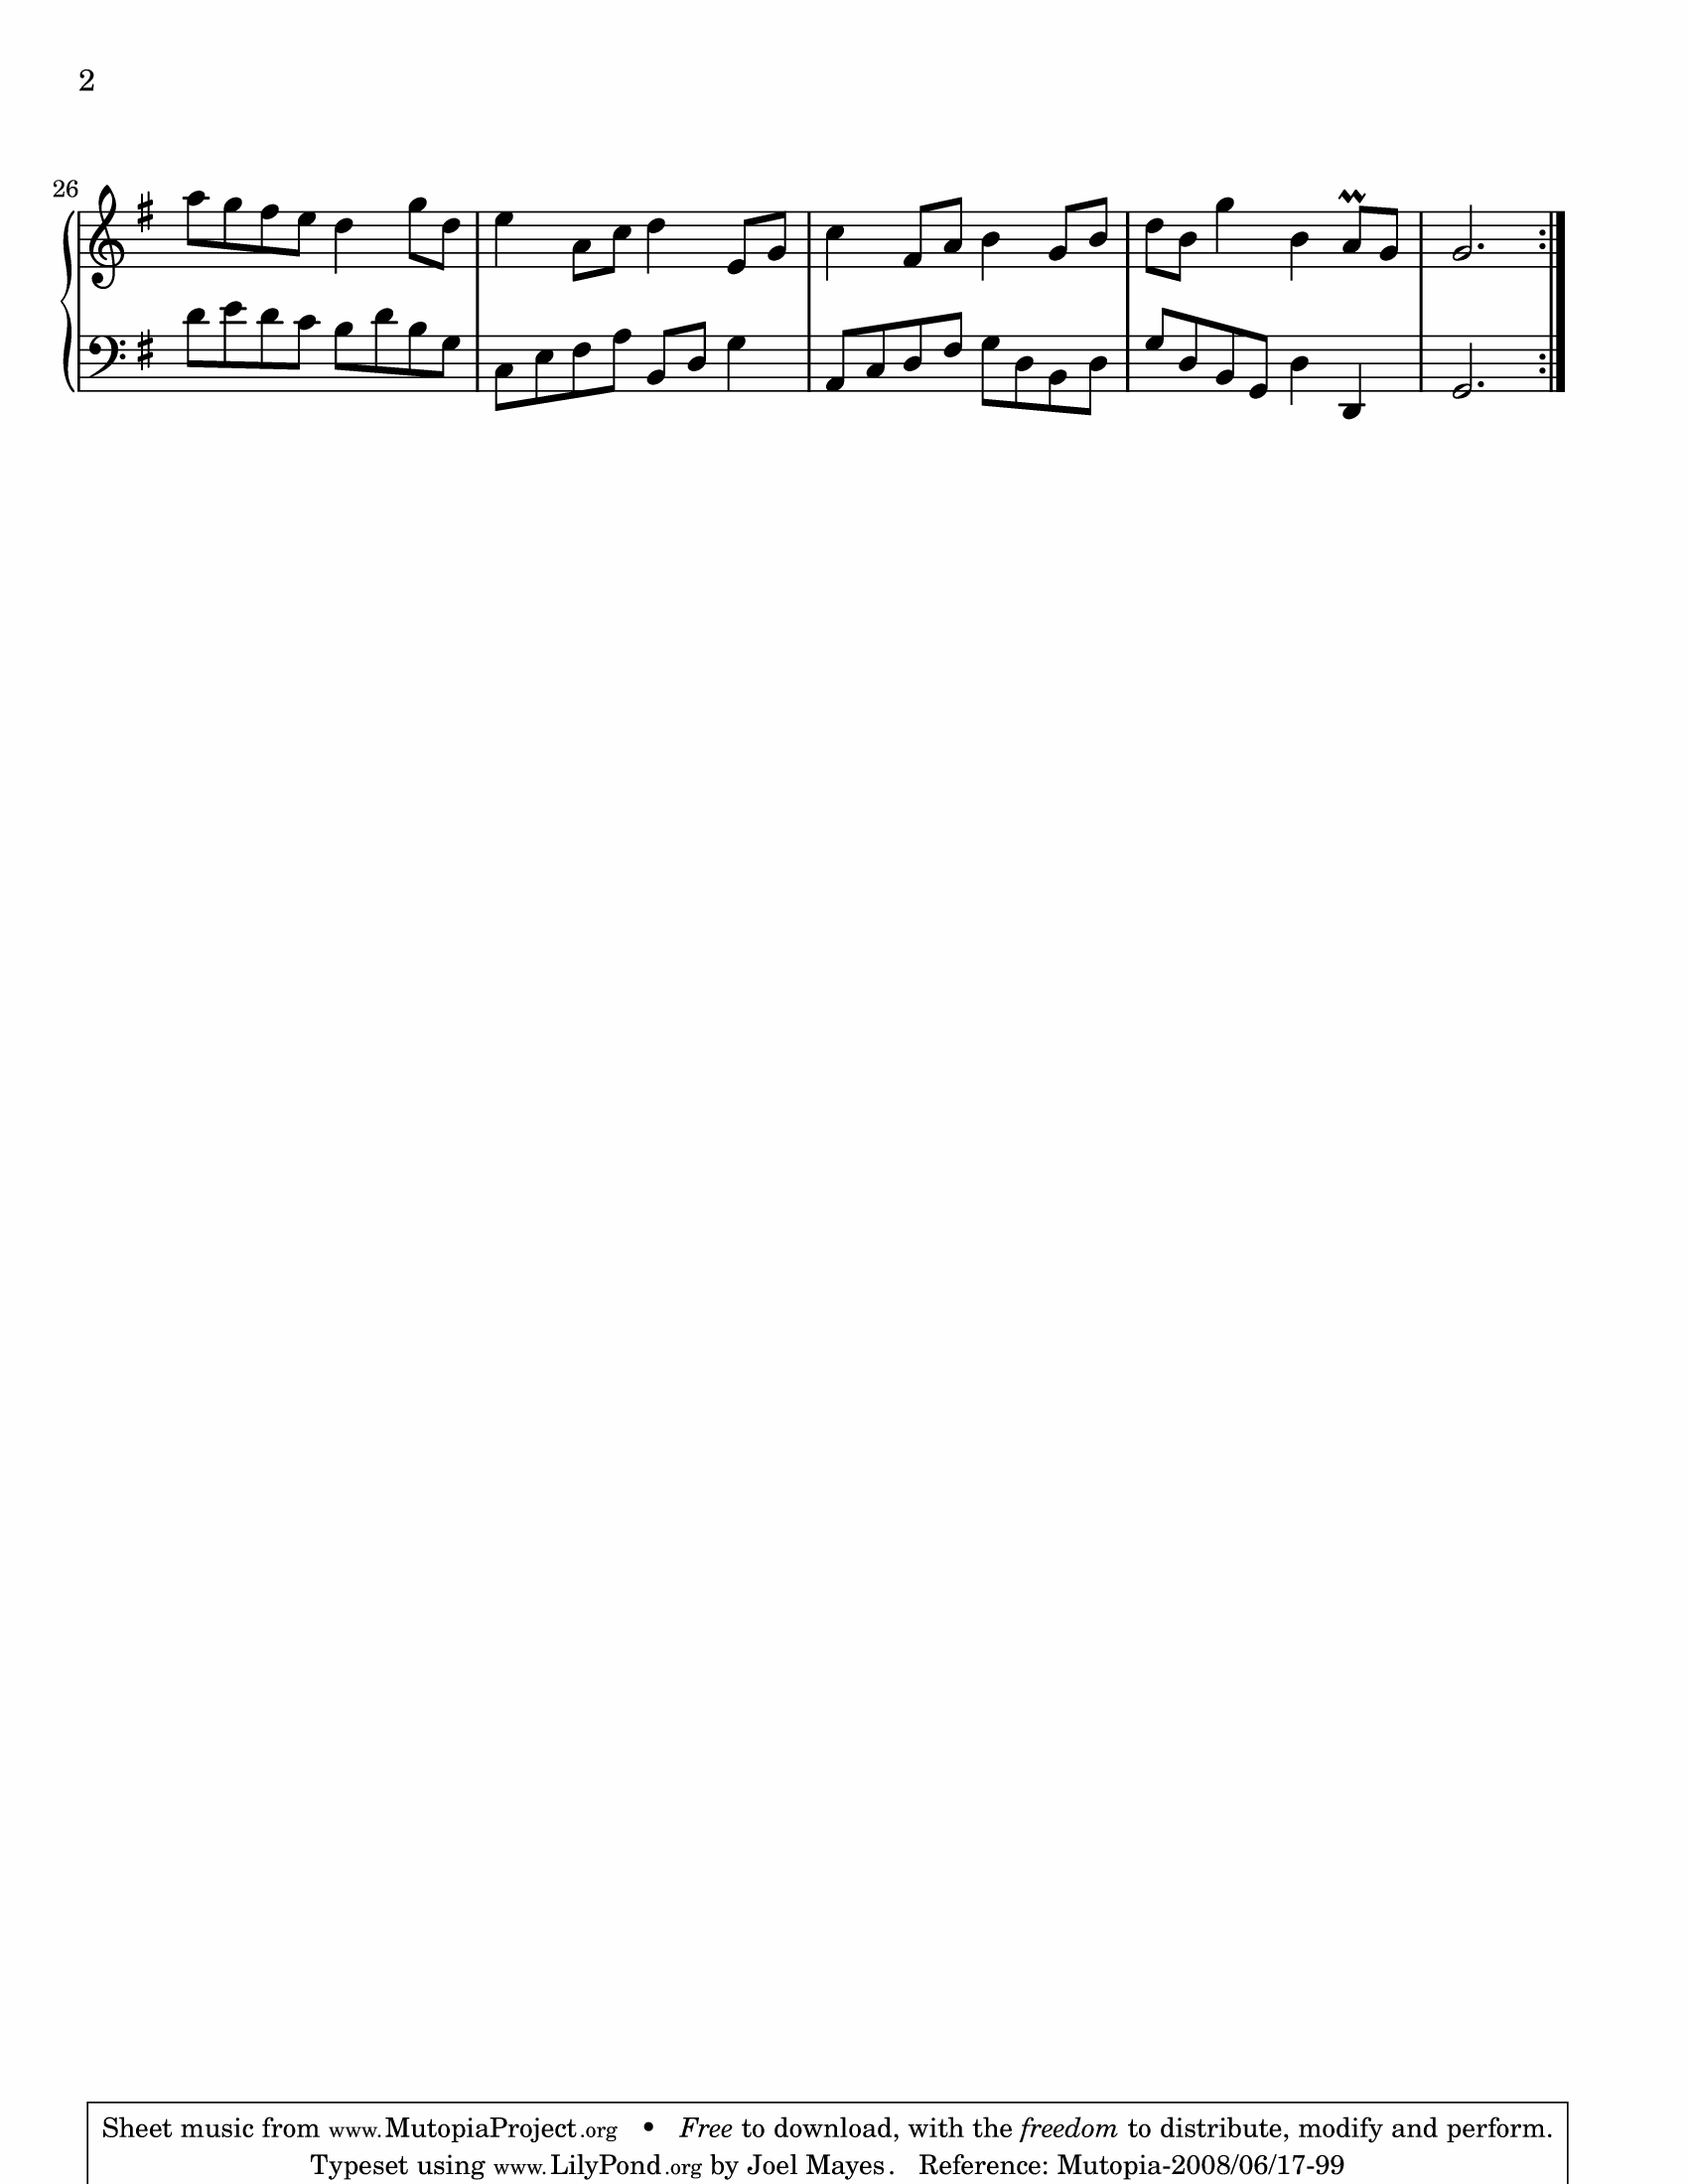 2
26
Sheet music from www.MutopiaProject.org • Free to download, with the freedom to distribute, modify and perform.
Typeset using www.LilyPond.org by Joel Mayes. Reference: Mutopia-2008/06/17-99